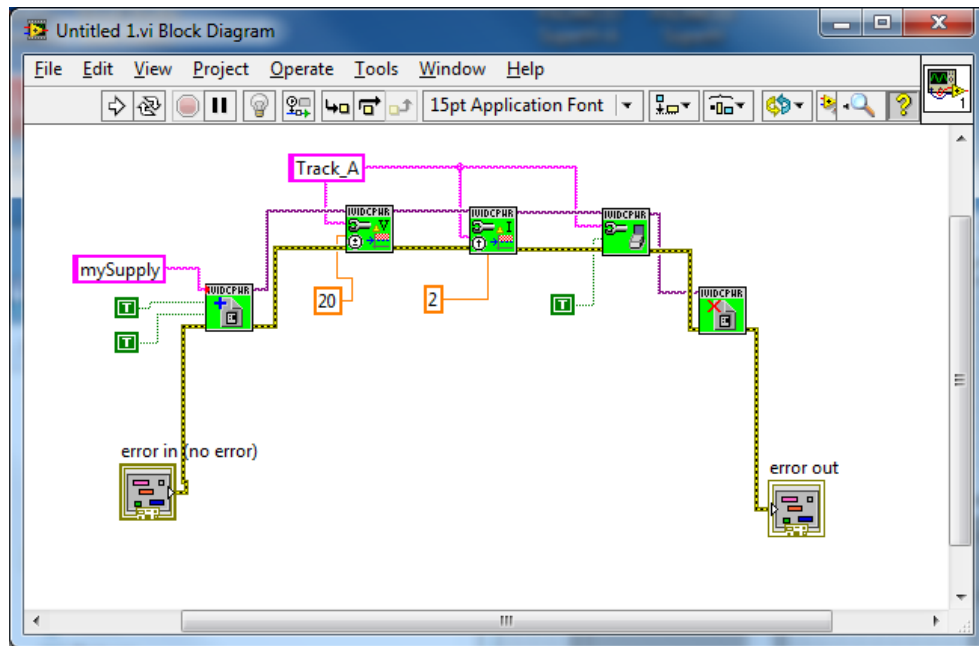 Untitled 1.vi Block Diagram
File Edit View Project Operate Tools Window Help
15pt Application Font
1
Track_A
IVIDCPWR
V
IVIDCPWR
I
IVIDCPWR
mySupply
IVIDCPWR
T
T
20
2
T
IVIDCPWR
error in (no error)
error out